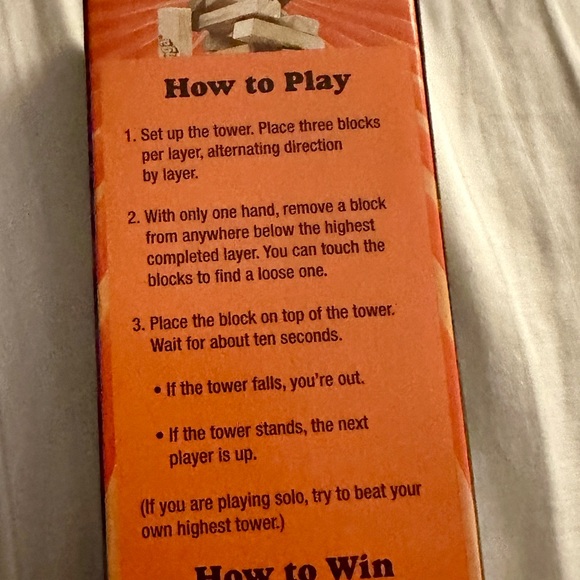 How to Play
1. Set up the tower. Place three blocks
per layer, alternating direction
by layer.
2. With only one hand, remove a block
from anywhere below the highest
completed layer. You can touch the
blocks to find a loose one.
3. Place the block on top of the tower.
Wait for about ten seconds.
• If the tower falls, you're out.
• If the tower stands, the next
player is up.
(If you are playing solo, try to beat your
own highest tower.)
How to Win